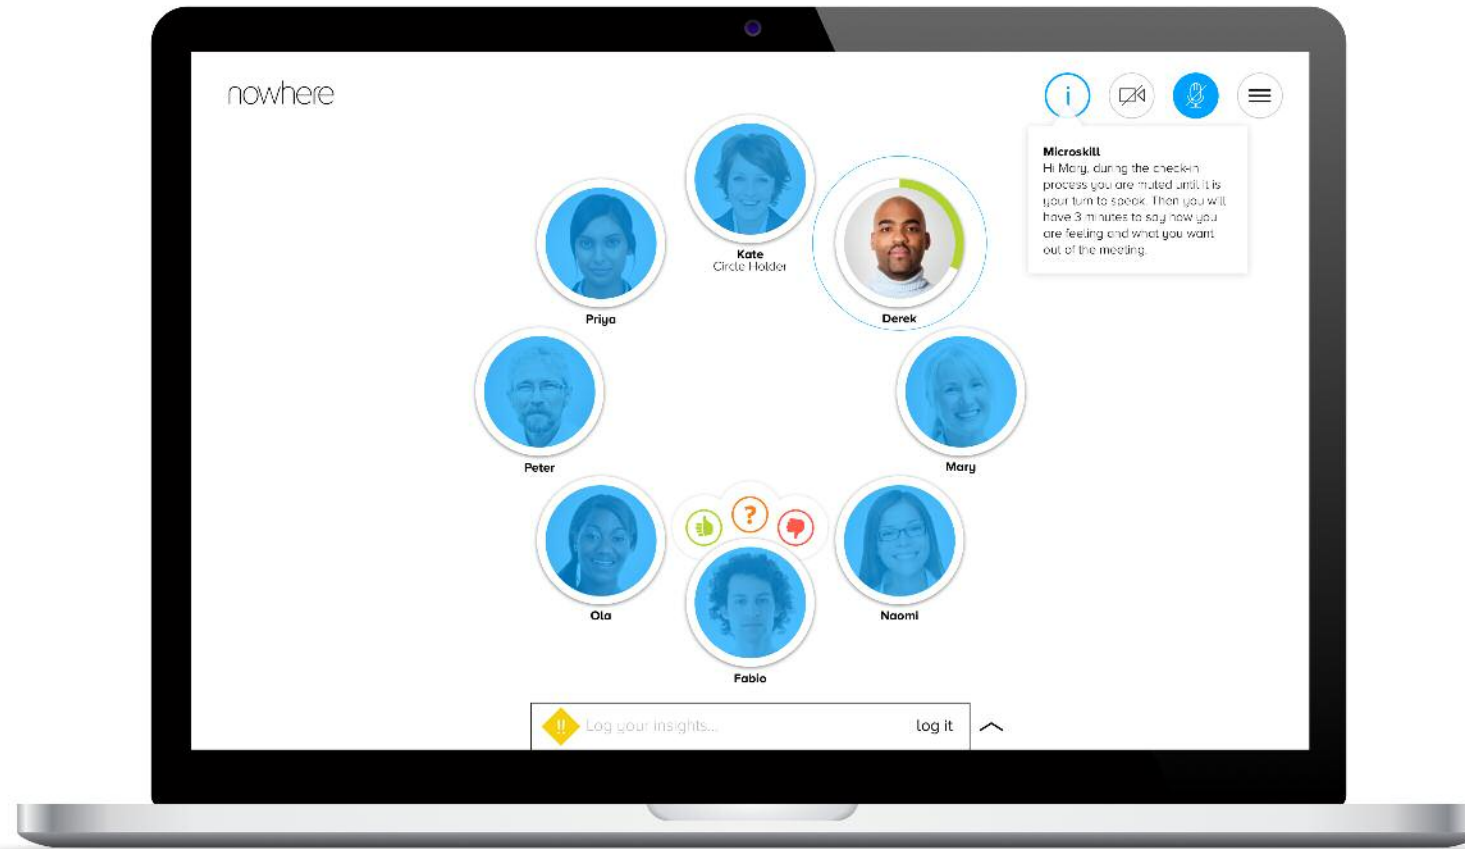 nowhere
i
Microskill
Hi Mary, during the check-in
process you are muted until it is
your turn to speak. Then you will
have 3 minutes to say how you
are feeling and what you want
out of the meeting.
Kate
Circle Holder
Priya
Derek
Peter
Mary
?
Ola
Naomi
Fabio
!! Log your insights... log it